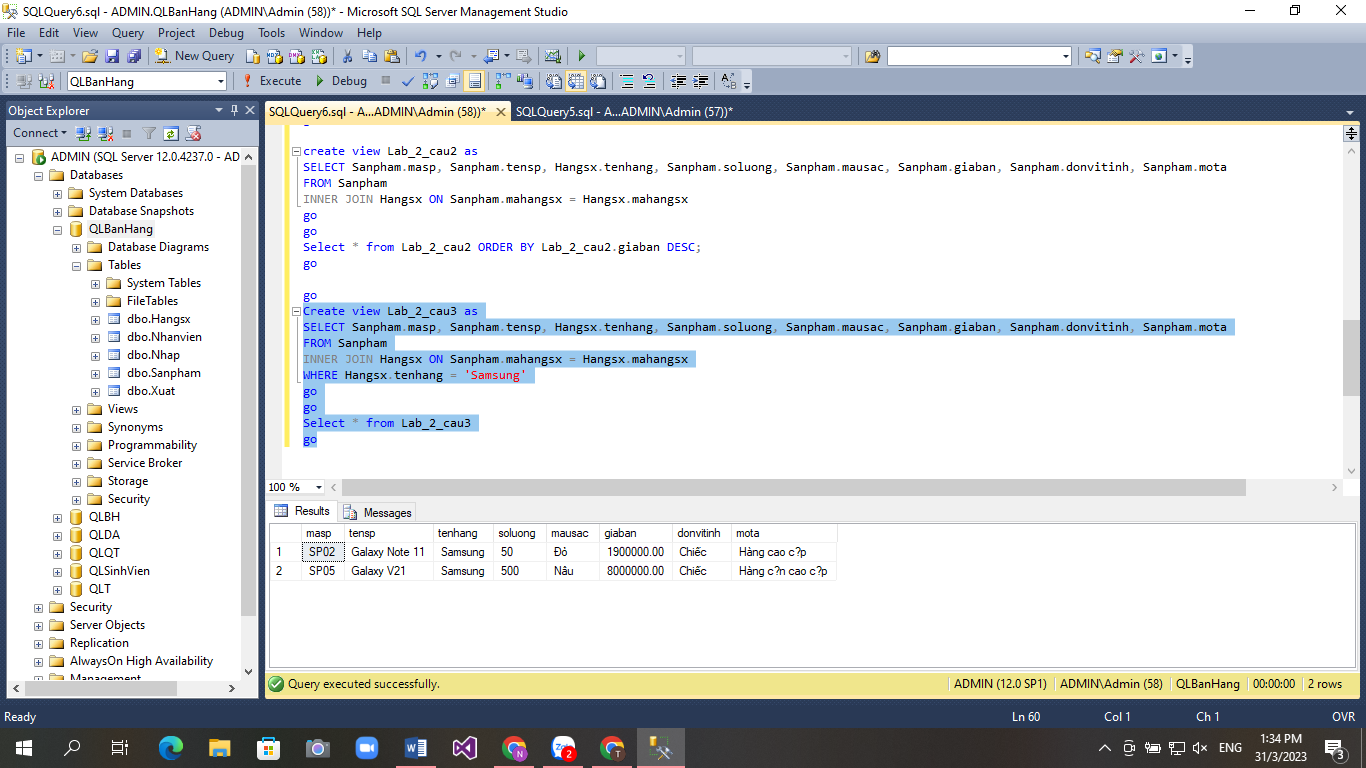 SQLQuery6.sql - ADMIN.QLBanHang (ADMIN\Admin (58))* - Microsoft SQL Server Management Studio
File Edit View Query Project Debug Tools Window Help
New Query
QLBanHang Execute Debug
Object Explorer
Connect
ADMIN (SQL Server 12.0.4237.0 - AD
Databases
System Databases
Database Snapshots
QLBanHang
Database Diagrams
Tables
System Tables
FileTables
dbo.Hangsx
dbo.Nhanvien
dbo.Nhap
dbo.Sanpham
dbo.Xuat
Views
Synonyms
Programmability
Service Broker
Storage
Security
QLBH
QLDA
QLQT
QLSinhVien
QLT
Security
Server Objects
Replication
AlwaysOn High Availability
Management
SQLQuery6.sql - A...ADMIN\Admin (58))* SQLQuery5.sql - A...ADMIN\Admin (57))*
create view Lab_2_cau2 as
SELECT Sanpham.masp, Sanpham.tensp, Hangsx.tenhang, Sanpham.soluong, Sanpham.mausac, Sanpham.giaban, Sanpham.donvitinh, Sanpham.mota
FROM Sanpham
INNER JOIN Hangsx ON Sanpham.mahangsx = Hangsx.mahangsx
go
go
Select * from Lab_2_cau2 ORDER BY Lab_2_cau2.giaban DESC;
go
go
Create view Lab_2_cau3 as
SELECT Sanpham.masp, Sanpham.tensp, Hangsx.tenhang, Sanpham.soluong, Sanpham.mausac, Sanpham.giaban, Sanpham.donvitinh, Sanpham.mota
FROM Sanpham
INNER JOIN Hangsx ON Sanpham.mahangsx = Hangsx.mahangsx
WHERE Hangsx.tenhang = 'Samsung'
go
go
Select * from Lab_2_cau3
go
100 %
Results Messages
masp tensp tenhang soluong mausac giaban donvitinh mota
1 SP02 Galaxy Note 11 Samsung 50 Đỏ 1900000.00 Chiếc Hàng cao c?p
2 SP05 Galaxy V21 Samsung 500 Nâu 8000000.00 Chiếc Hàng c?n cao c?p
Query executed successfully. ADMIN (12.0 SP1) ADMIN\Admin (58) QLBanHang 00:00:00 2 rows
Ready Ln 60 Col 1 Ch 1 OVR
ENG
1:34 PM
31/3/2023
3